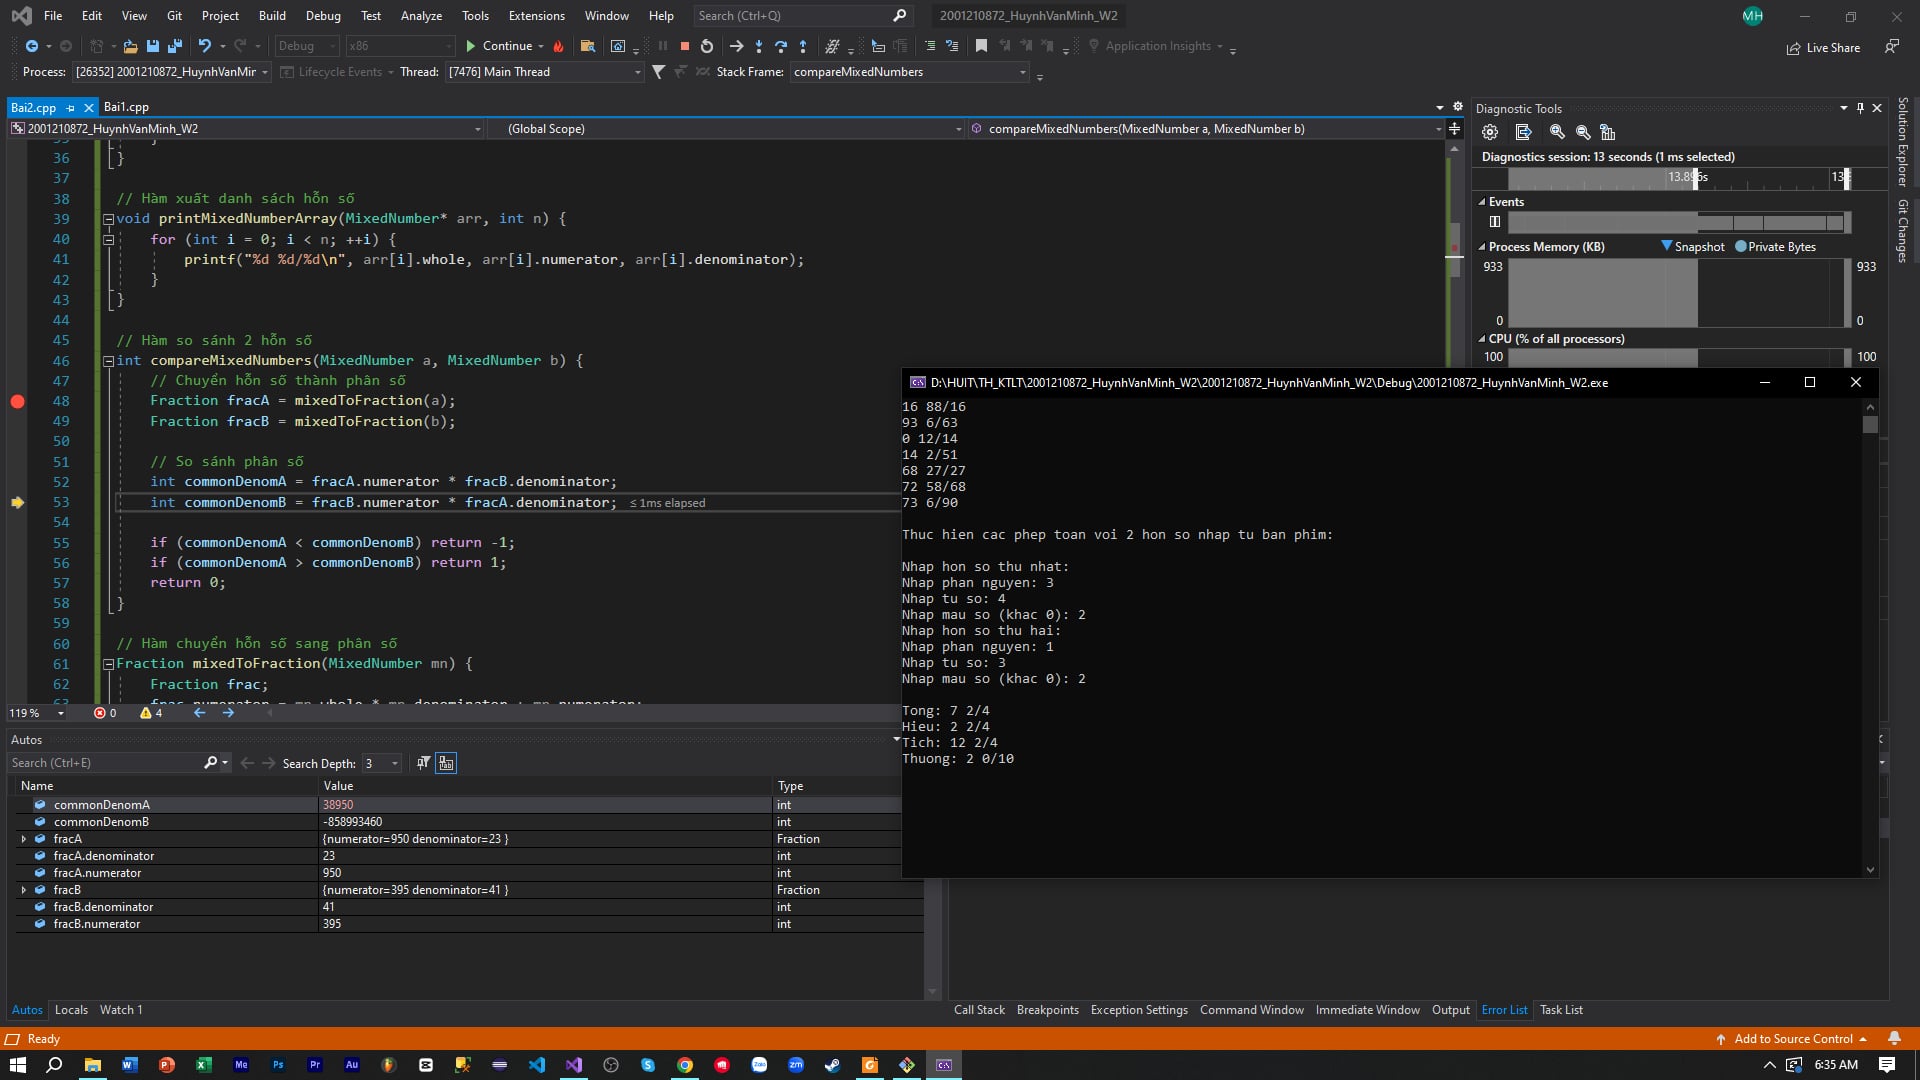 File Edit View Git Project Build Debug Test Analyze Tools Extensions Window Help Search (Ctrl+Q) 2001210872_HuynhVanMinh_W2 MH
Debug x86 Continue Application Insights Live Share
Process: [26352] 2001210872_HuynhVanMir Lifecycle Events Thread: [7476] Main Thread Stack Frame: compareMixedNumbers
Bai2.cpp Bai1.cpp
2001210872_HuynhVanMinh_W2 (Global Scope) compareMixedNumbers(MixedNumber a, MixedNumber b)
36 }
37
38 // Hàm xuất danh sách hỗn số
39 void printMixedNumberArray(MixedNumber* arr, int n) {
40 for (int i = 0; i < n; ++i) {
41 printf("%d %d/%d\n", arr[i].whole, arr[i].numerator, arr[i].denominator);
42 }
43 }
44
45 // Hàm so sánh 2 hỗn số
46 int compareMixedNumbers(MixedNumber a, MixedNumber b) {
47 // Chuyển hỗn số thành phân số
48 Fraction fracA = mixedToFraction(a);
49 Fraction fracB = mixedToFraction(b);
50
51 // So sánh phân số
52 int commonDenomA = fracA.numerator * fracB.denominator;
53 int commonDenomB = fracB.numerator * fracA.denominator; ≤ 1ms elapsed
54
55 if (commonDenomA < commonDenomB) return -1;
56 if (commonDenomA > commonDenomB) return 1;
57 return 0;
58 }
59
60 // Hàm chuyển hỗn số sang phân số
61 Fraction mixedToFraction(MixedNumber mn) {
62 Fraction frac;
63 frac.numerator = mn.whole * mn.denominator + mn.numerator;
119 % 0 4
Diagnostic Tools
Diagnostics session: 13 seconds (1 ms selected)
13.896s 13
Events
Process Memory (KB) Snapshot Private Bytes
933 933
0 0
CPU (% of all processors)
100 100
Solution Explorer
Git Changes
D:\HUIT\TH_KTLT\2001210872_HuynhVanMinh_W2\2001210872_HuynhVanMinh_W2\Debug\2001210872_HuynhVanMinh_W2.exe
16 88/16
93 6/63
0 12/14
14 2/51
68 27/27
72 58/68
73 6/90
Thuc hien cac phep toan voi 2 hon so nhap tu ban phim:
Nhap hon so thu nhat:
Nhap phan nguyen: 3
Nhap tu so: 4
Nhap mau so (khac 0): 2
Nhap hon so thu hai:
Nhap phan nguyen: 1
Nhap tu so: 3
Nhap mau so (khac 0): 2
Tong: 7 2/4
Hieu: 2 2/4
Tich: 12 2/4
Thuong: 2 0/10
Autos
Search (Ctrl+E) Search Depth: 3
Name Value Type
commonDenomA 38950 int
commonDenomB -858993460 int
fracA {numerator=950 denominator=23 } Fraction
fracA.denominator 23 int
fracA.numerator 950 int
fracB {numerator=395 denominator=41 } Fraction
fracB.denominator 41 int
fracB.numerator 395 int
Autos Locals Watch 1
Call Stack Breakpoints Exception Settings Command Window Immediate Window Output Error List Task List
Ready Add to Source Control
6:35 AM